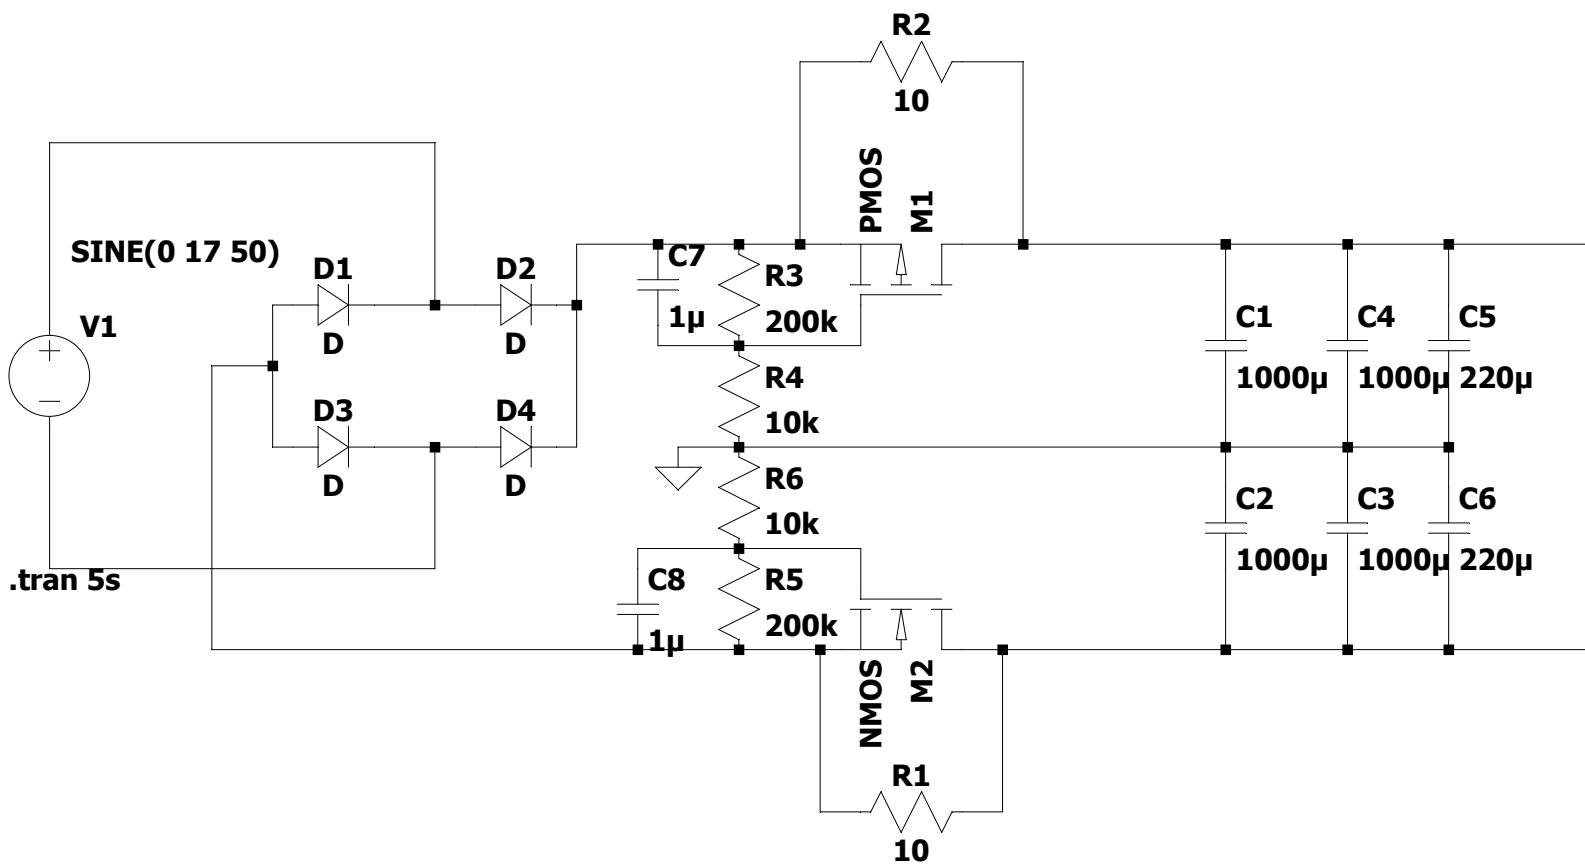 R2
10
PMOS
M1
SINE(0 17 50)
D1
D2
C7
R3
1µ
200k
V1
D
D
C1
C4
C5
1000µ
1000µ
220µ
R4
10k
D3
D4
D
D
R6
10k
C2
C3
C6
1000µ
1000µ
220µ
.tran 5s
C8
R5
1µ
200k
NMOS
M2
R1
10